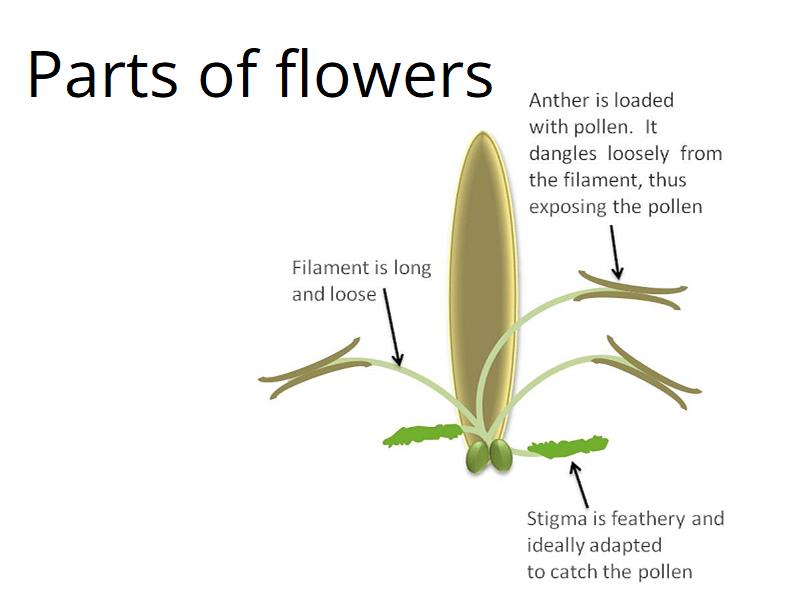 Parts of flowers
Anther is loaded
with pollen. It
dangles loosely from
the filament, thus
exposing the pollen
Filament is long
and loose
Stigma is feathery and
ideally adapted
to catch the pollen